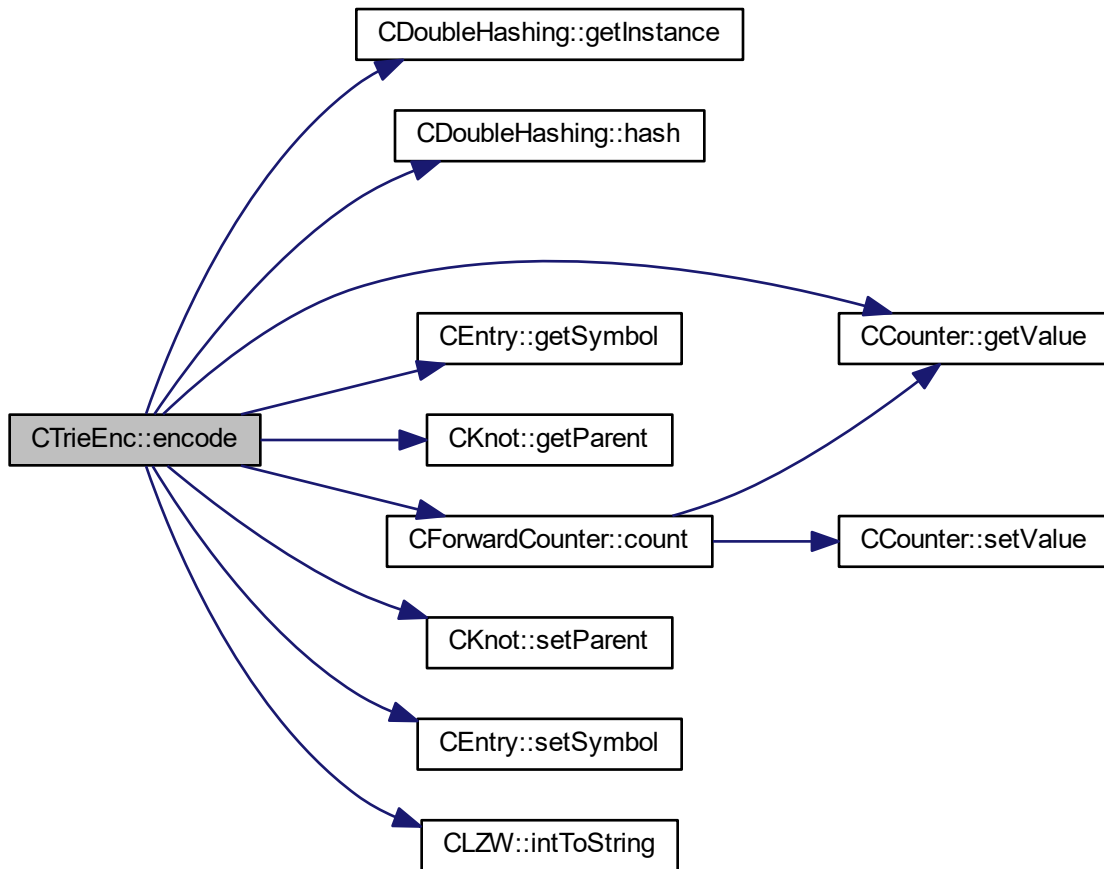 CDoubleHashing::getInstance
CDoubleHashing::hash
CEntry::getSymbol
CCounter::getValue
CTrieEnc::encode
CKnot::getParent
CForwardCounter::count
CCounter::setValue
CKnot::setParent
CEntry::setSymbol
CLZW::intToString